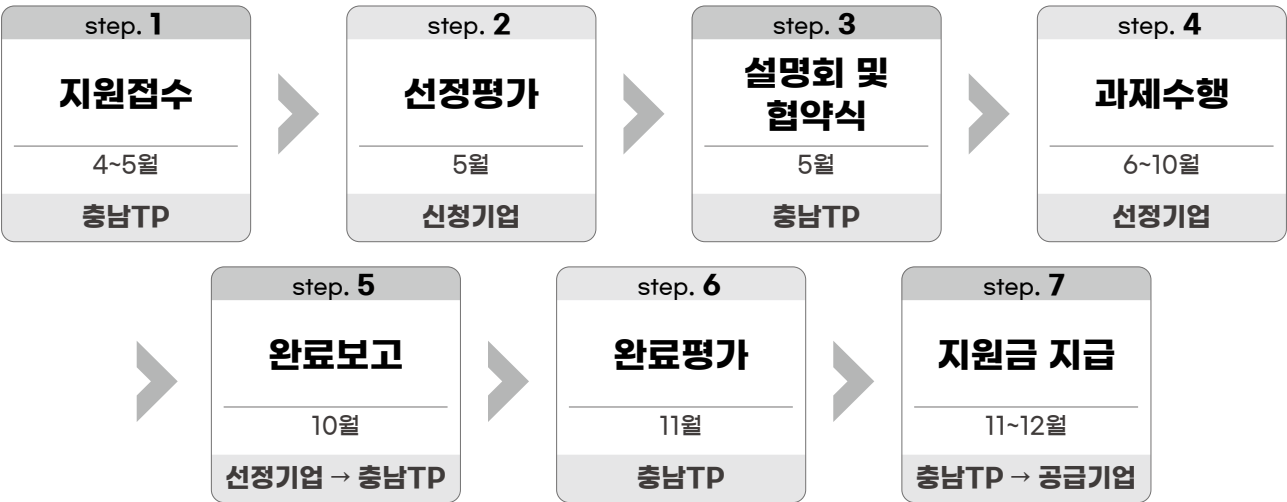 step. 1
지원접수
4~5월
충남TP
step. 2
선정평가
5월
신청기업
step. 3
설명회 및
협약식
5월
충남TP
step. 4
과제수행
6~10월
선정기업
step. 5
완료보고
10월
선정기업 → 충남TP
step. 6
완료평가
11월
충남TP
step. 7
지원금 지급
11~12월
충남TP → 공급기업